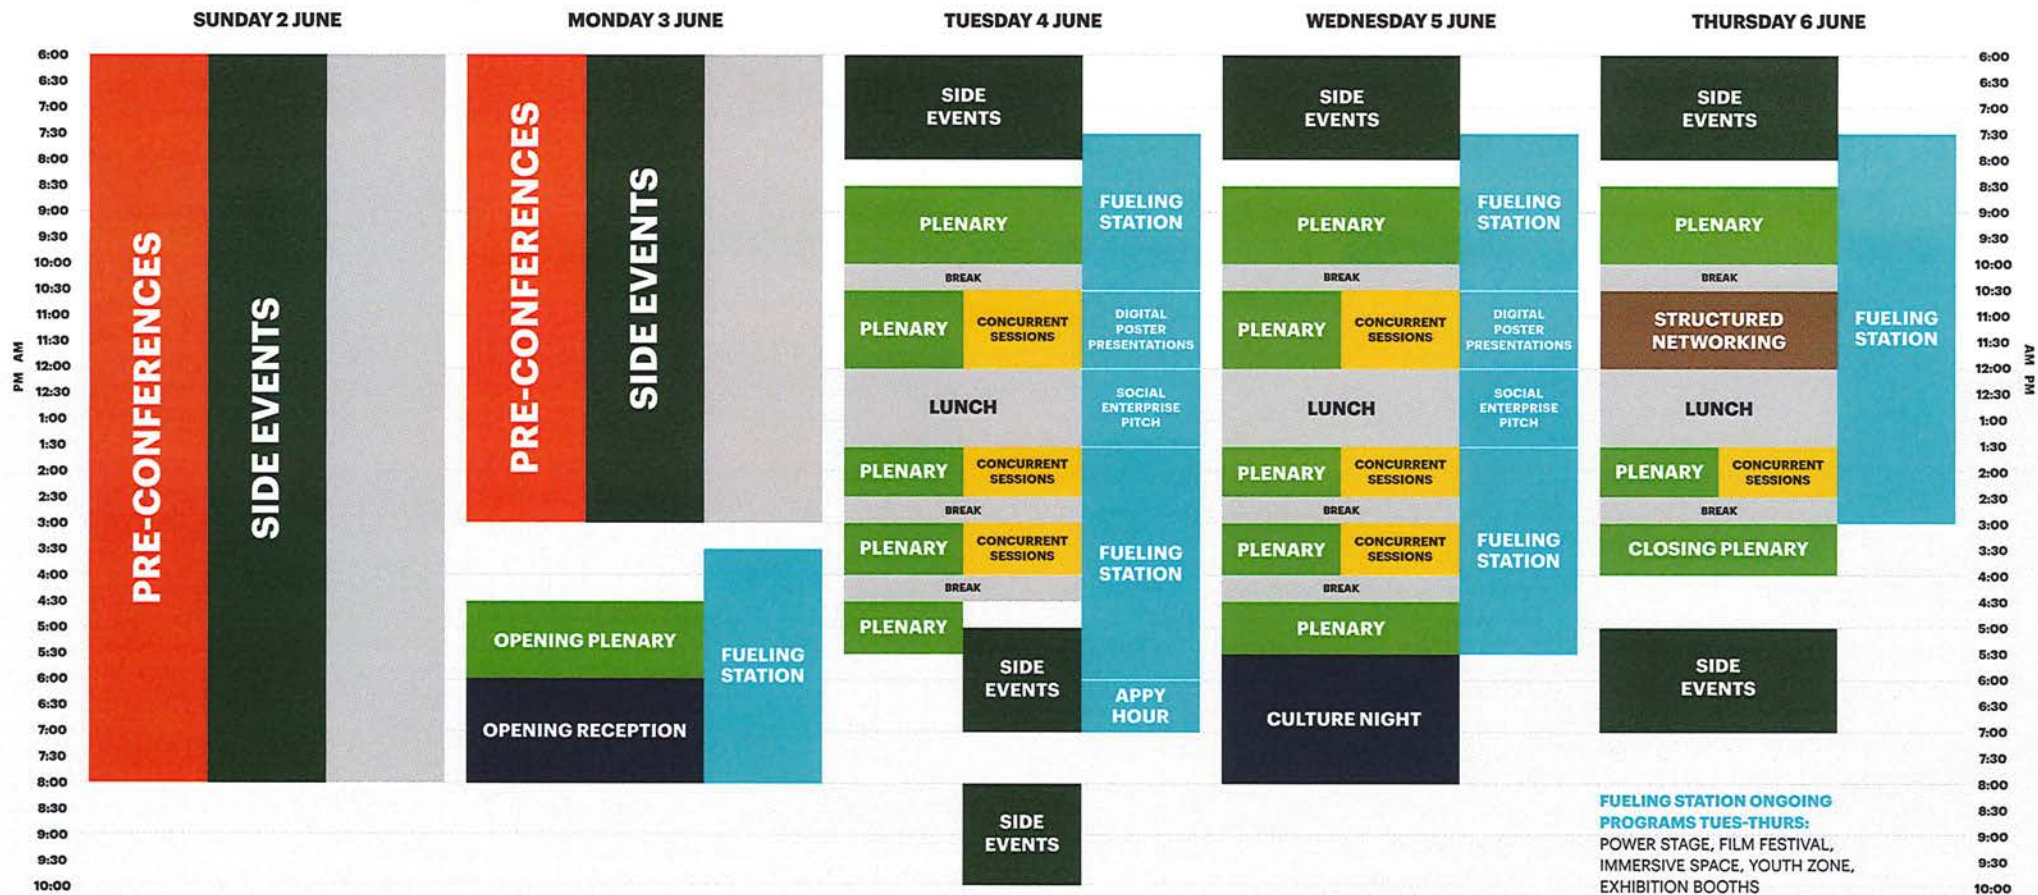 SUNDAY 2 JUNE
MONDAY 3 JUNE
TUESDAY 4 JUNE
WEDNESDAY 5 JUNE
THURSDAY 6 JUNE
6:00
6:30
7:00
7:30
8:00
8:30
9:00
9:30
10:00
10:30
11:00
11:30
12:00
12:30
1:00
1:30
2:00
2:30
3:00
3:30
4:00
4:30
5:00
5:30
6:00
6:30
7:00
7:30
8:00
8:30
9:00
9:30
10:00
PM AM
PRE-CONFERENCES
SIDE EVENTS
PRE-CONFERENCES
SIDE EVENTS
OPENING PLENARY
OPENING RECEPTION
FUELING
STATION
SIDE
EVENTS
PLENARY
BREAK
PLENARY
CONCURRENT
SESSIONS
LUNCH
PLENARY
CONCURRENT
SESSIONS
BREAK
PLENARY
CONCURRENT
SESSIONS
BREAK
PLENARY
SIDE
EVENTS
SIDE
EVENTS
FUELING
STATION
DIGITAL
POSTER
PRESENTATIONS
SOCIAL
ENTERPRISE
PITCH
FUELING
STATION
APPY
HOUR
SIDE
EVENTS
PLENARY
BREAK
PLENARY
CONCURRENT
SESSIONS
LUNCH
PLENARY
CONCURRENT
SESSIONS
BREAK
PLENARY
CONCURRENT
SESSIONS
BREAK
PLENARY
CULTURE NIGHT
FUELING
STATION
DIGITAL
POSTER
PRESENTATIONS
SOCIAL
ENTERPRISE
PITCH
FUELING
STATION
SIDE
EVENTS
PLENARY
BREAK
STRUCTURED
NETWORKING
LUNCH
PLENARY
CONCURRENT
SESSIONS
BREAK
CLOSING PLENARY
SIDE
EVENTS
FUELING
STATION
6:00
6:30
7:00
7:30
8:00
8:30
9:00
9:30
10:00
10:30
11:00
11:30
12:00
12:30
1:00
1:30
2:00
2:30
3:00
3:30
4:00
4:30
5:00
5:30
6:00
6:30
7:00
7:30
8:00
8:30
9:00
9:30
10:00
AM PM
FUELING STATION ONGOING
PROGRAMS TUES-THURS:
POWER STAGE, FILM FESTIVAL,
IMMERSIVE SPACE, YOUTH ZONE,
EXHIBITION BOOTHS